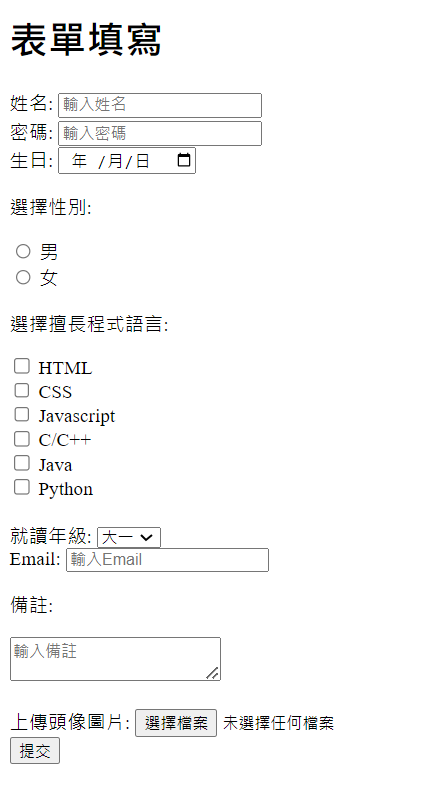 表單填寫
姓名: 輸入姓名
密碼: 輸入密碼
生日: 年 /月/日
選擇性別:
男
女
選擇擅長程式語言:
HTML
CSS
Javascript
C/C++
Java
Python
就讀年級: 大一
Email: 輸入Email
備註:
輸入備註
上傳頭像圖片: 選擇檔案 未選擇任何檔案
提交